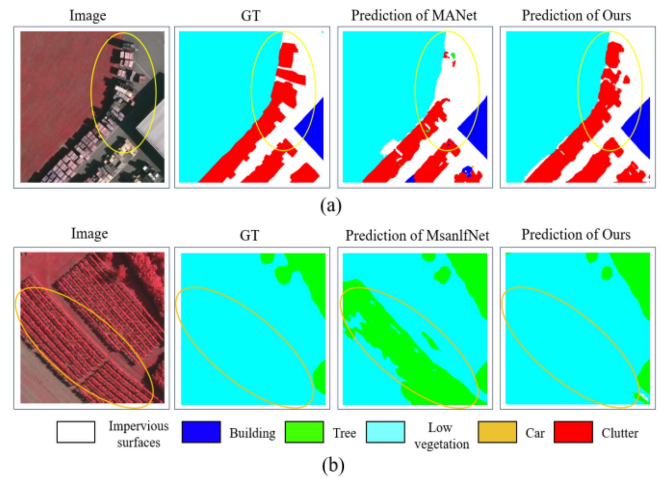 Image GT Prediction of MANet Prediction of Ours
(a)
Image GT Prediction of MsanlfNet Prediction of Ours
Impervious surfaces Building Tree Low vegetation Car Clutter
(b)